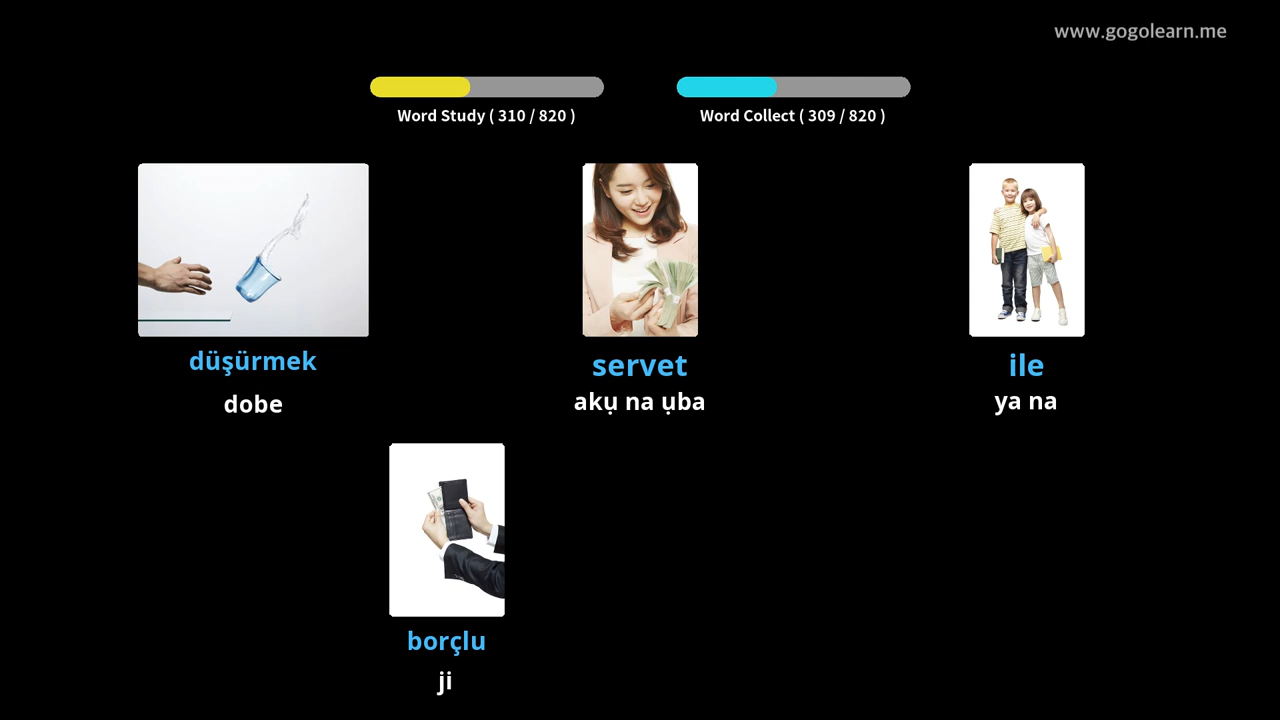 www.gogolearn.me
Word Study ( 310 / 820 )
Word Collect ( 309 / 820 )
düşürmek
dobe
servet
akụ na ụba
ile
ya na
borçlu
ji